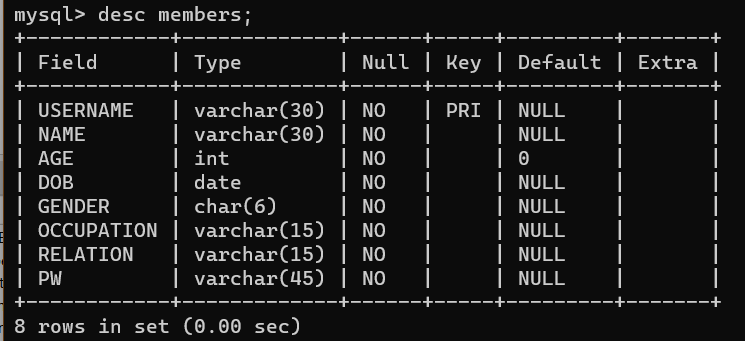 mysql> desc members;
+------------+-------------+------+-----+---------+-------+
| Field      | Type        | Null | Key | Default | Extra |
+------------+-------------+------+-----+---------+-------+
| USERNAME   | varchar(30) | NO   | PRI | NULL    |       |
| NAME       | varchar(30) | NO   |     | NULL    |       |
| AGE        | int         | NO   |     | 0       |       |
| DOB        | date        | NO   |     | NULL    |       |
| GENDER     | char(6)     | NO   |     | NULL    |       |
| OCCUPATION | varchar(15) | NO   |     | NULL    |       |
| RELATION   | varchar(15) | NO   |     | NULL    |       |
| PW         | varchar(45) | NO   |     | NULL    |       |
+------------+-------------+------+-----+---------+-------+
8 rows in set (0.00 sec)